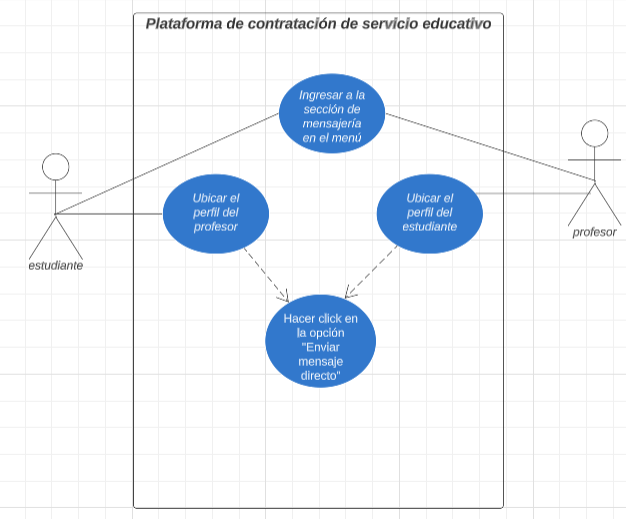 Plataforma de contratación de servicio educativo
Ingresar a la
sección de
mensajería
en el menú
Ubicar el
perfil del
profesor
Ubicar el
perfil del
estudiante
profesor
estudiante
Hacer click en
la opción
"Enviar
mensaje
directo"